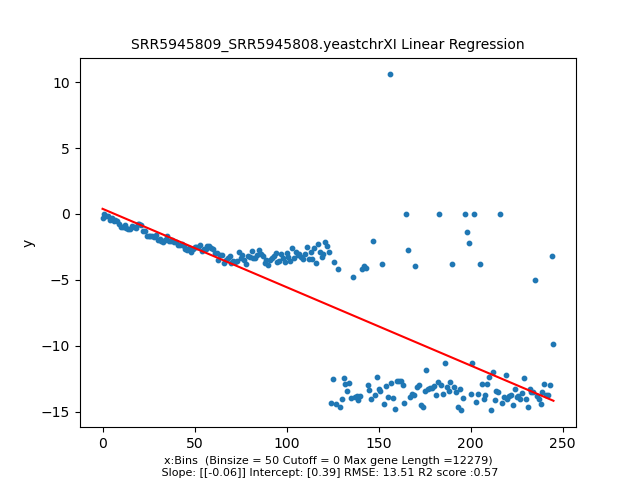 SRR5945809_SRR5945808.yeastchrXI Linear Regression
10
5
0
−5
−10
−15
y
0 50 100 150 200 250
x:Bins (Binsize = 50 Cutoff = 0 Max gene Length =12279)
Slope: [[-0.06]] Intercept: [0.39] RMSE: 13.51 R2 score :0.57